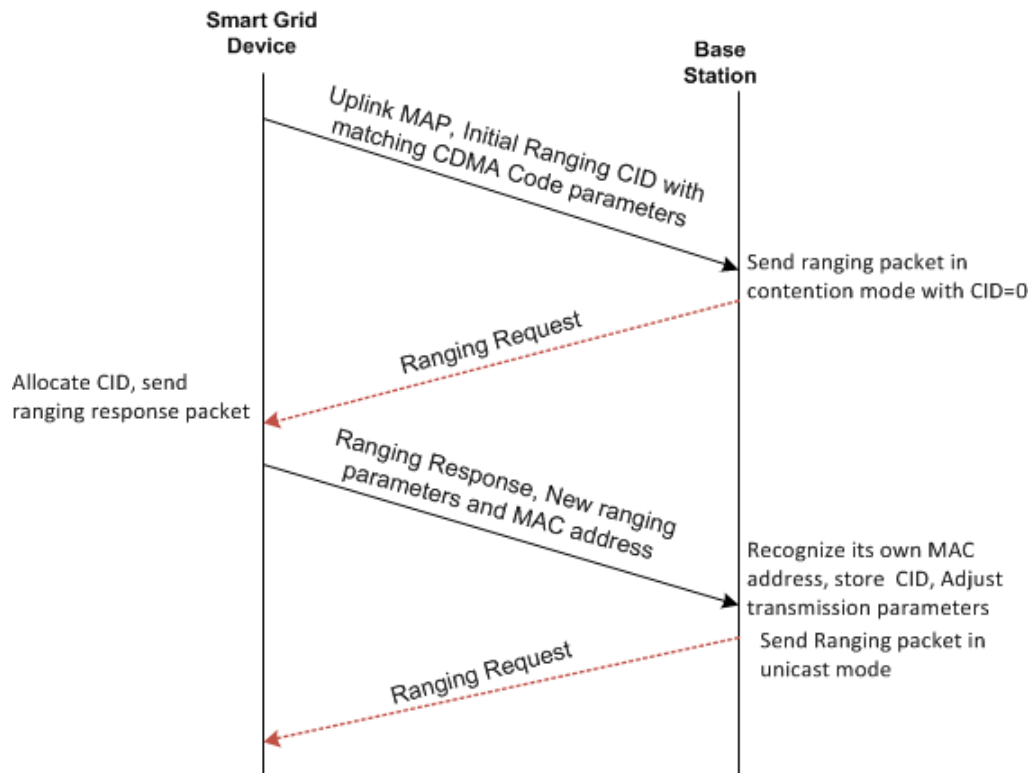 Smart Grid
Device
Base
Station
Uplink MAP, Initial Ranging CID with
matching CDMA Code parameters
Send ranging packet in
contention mode with CID=0
Ranging Request
Allocate CID, send
ranging response packet
Ranging Response, New ranging
parameters and MAC address
Recognize its own MAC
address, store CID, Adjust
transmission parameters
Send Ranging packet in
unicast mode
Ranging Request